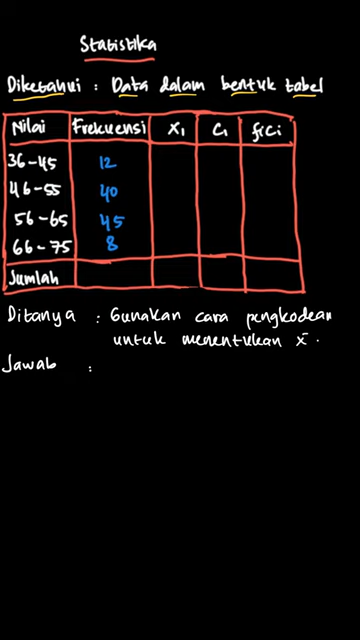 Statistika
Diketahui : Data dalam bentuk tabel
Nilai Frekuensi X₁ C₁ fiCi
36-45 12
46-55 40
56-65 45
66-75 8
Jumlah
Ditanya : Gunakan cara pengkodean
untuk menentukan x̄.
Jawab :